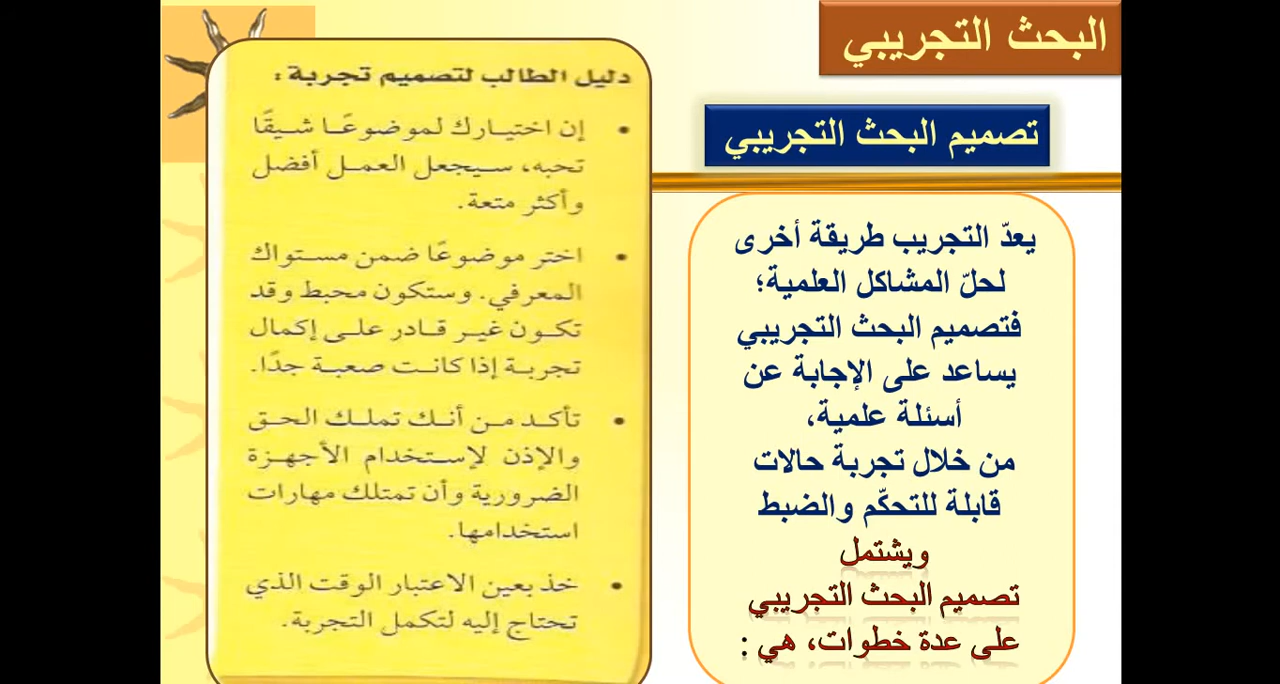 البحث التجريبي
تصميم البحث التجريبي
يعدّ التجريب طريقة أخرى
لحلّ المشاكل العلمية؛
فتصميم البحث التجريبي
يساعد على الإجابة عن
أسئلة علمية،
من خلال تجربة حالات
قابلة للتحكّم والضبط
ويشتمل
تصميم البحث التجريبي
على عدة خطوات، هي :
دليل الطالب لتصميم تجربة :
• إن اختيارك لموضوعًا شيقًا
تحبه، سيجعل العمل أفضل
وأكثر متعة.
• اختر موضوعًا ضمن مستواك
المعرفي. وستكون محبط وقد
تكون غير قادر على إكمال
تجربة إذا كانت صعبة جدًا.
• تأكد من أنك تملك الحق
والإذن لإستخدام الأجهزة
الضرورية وأن تمتلك مهارات
استخدامها.
• خذ بعين الاعتبار الوقت الذي
تحتاج إليه لتكمل التجربة.